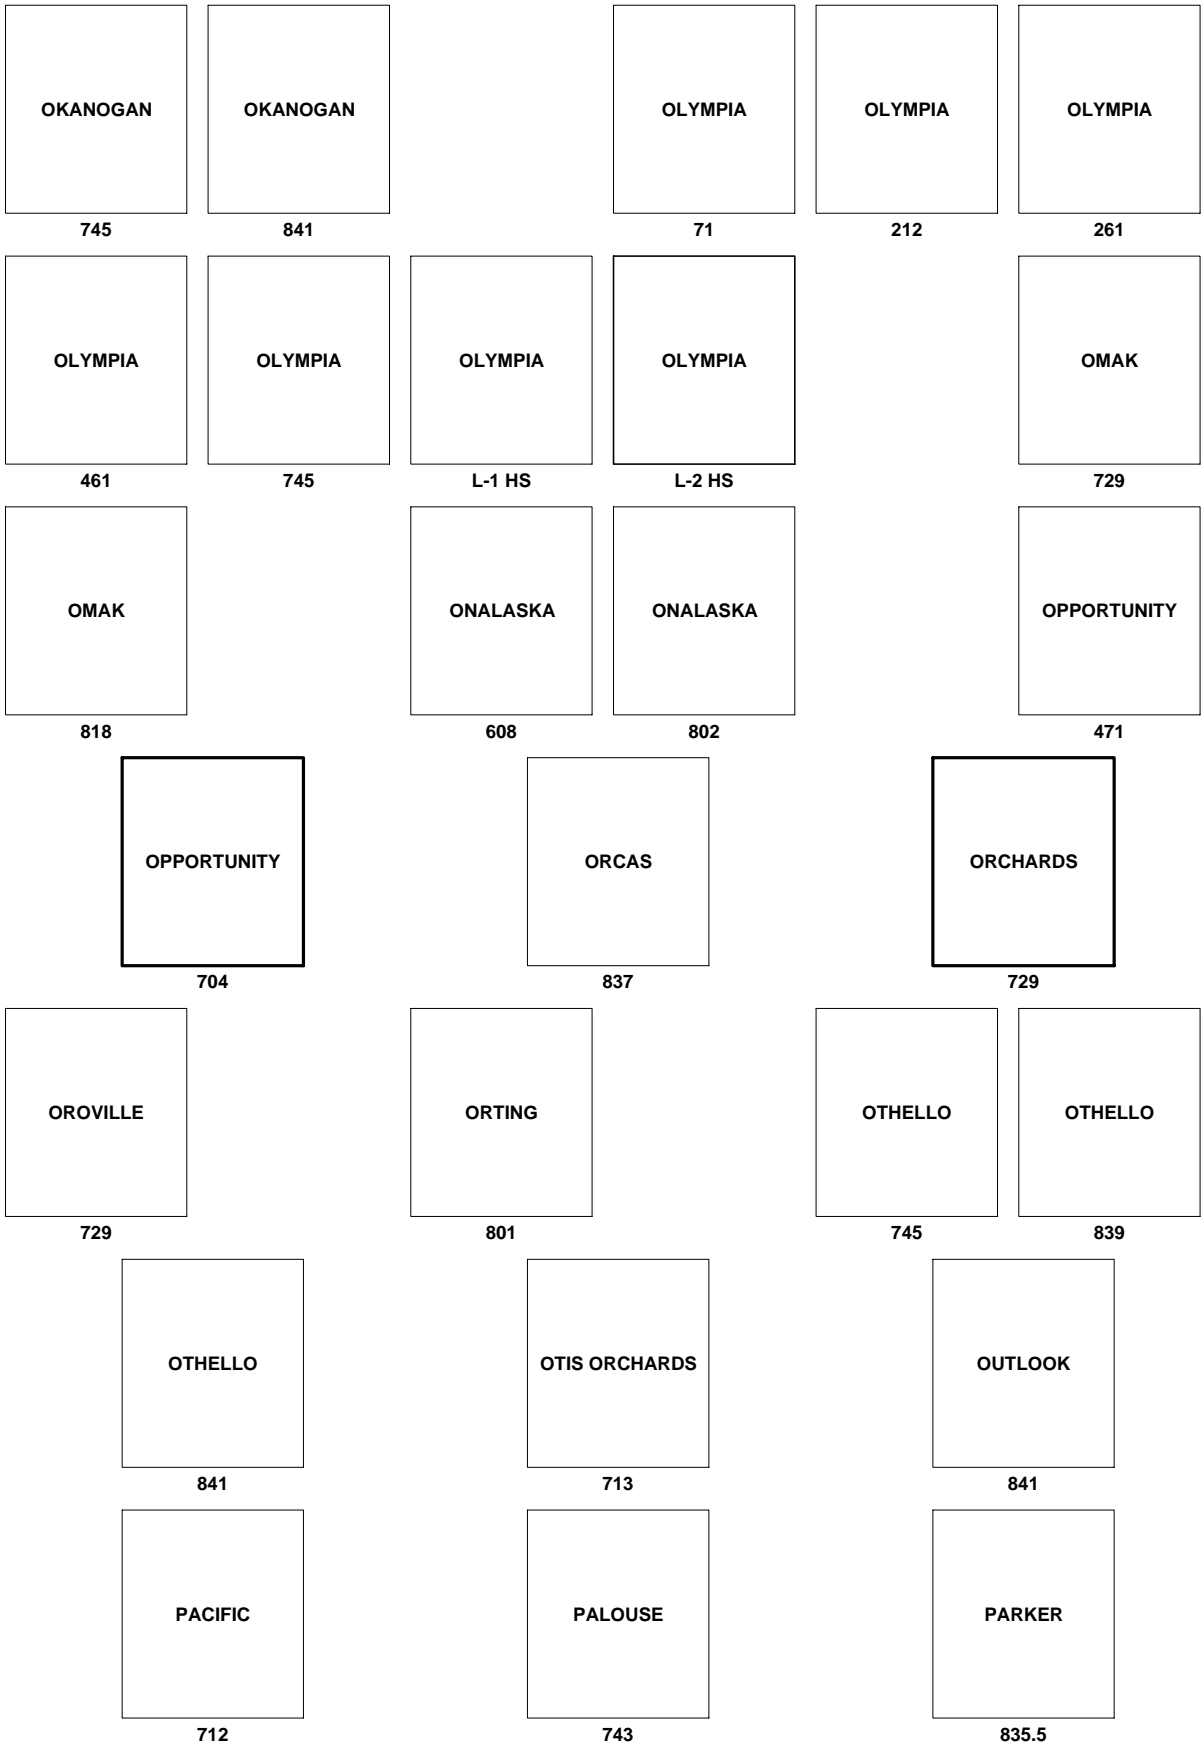 OKANOGAN OKANOGAN OLYMPIA OLYMPIA OLYMPIA
745 841 71 212 261
OLYMPIA OLYMPIA OLYMPIA OLYMPIA OMAK
461 745 L-1 HS L-2 HS 729
OMAK ONALASKA ONALASKA OPPORTUNITY
818 608 802 471
OPPORTUNITY ORCAS ORCHARDS
704 837 729
OROVILLE ORTING OTHELLO OTHELLO
729 801 745 839
OTHELLO OTIS ORCHARDS OUTLOOK
841 713 841
PACIFIC PALOUSE PARKER
712 743 835.5